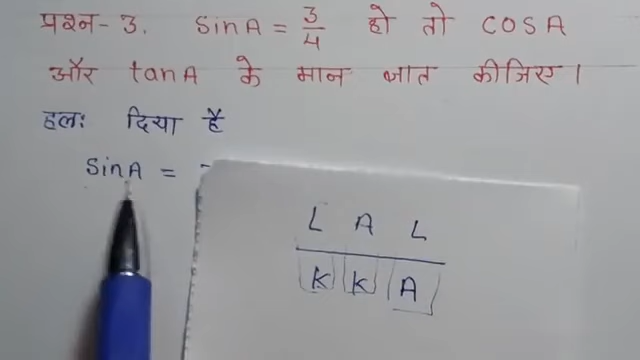 प्रश्न- 3. sinA = 3/4 हो तो COSA
और tanA के मान ज्ञात कीजिए।
हलः दिया है
sinA =
L A L
K K A